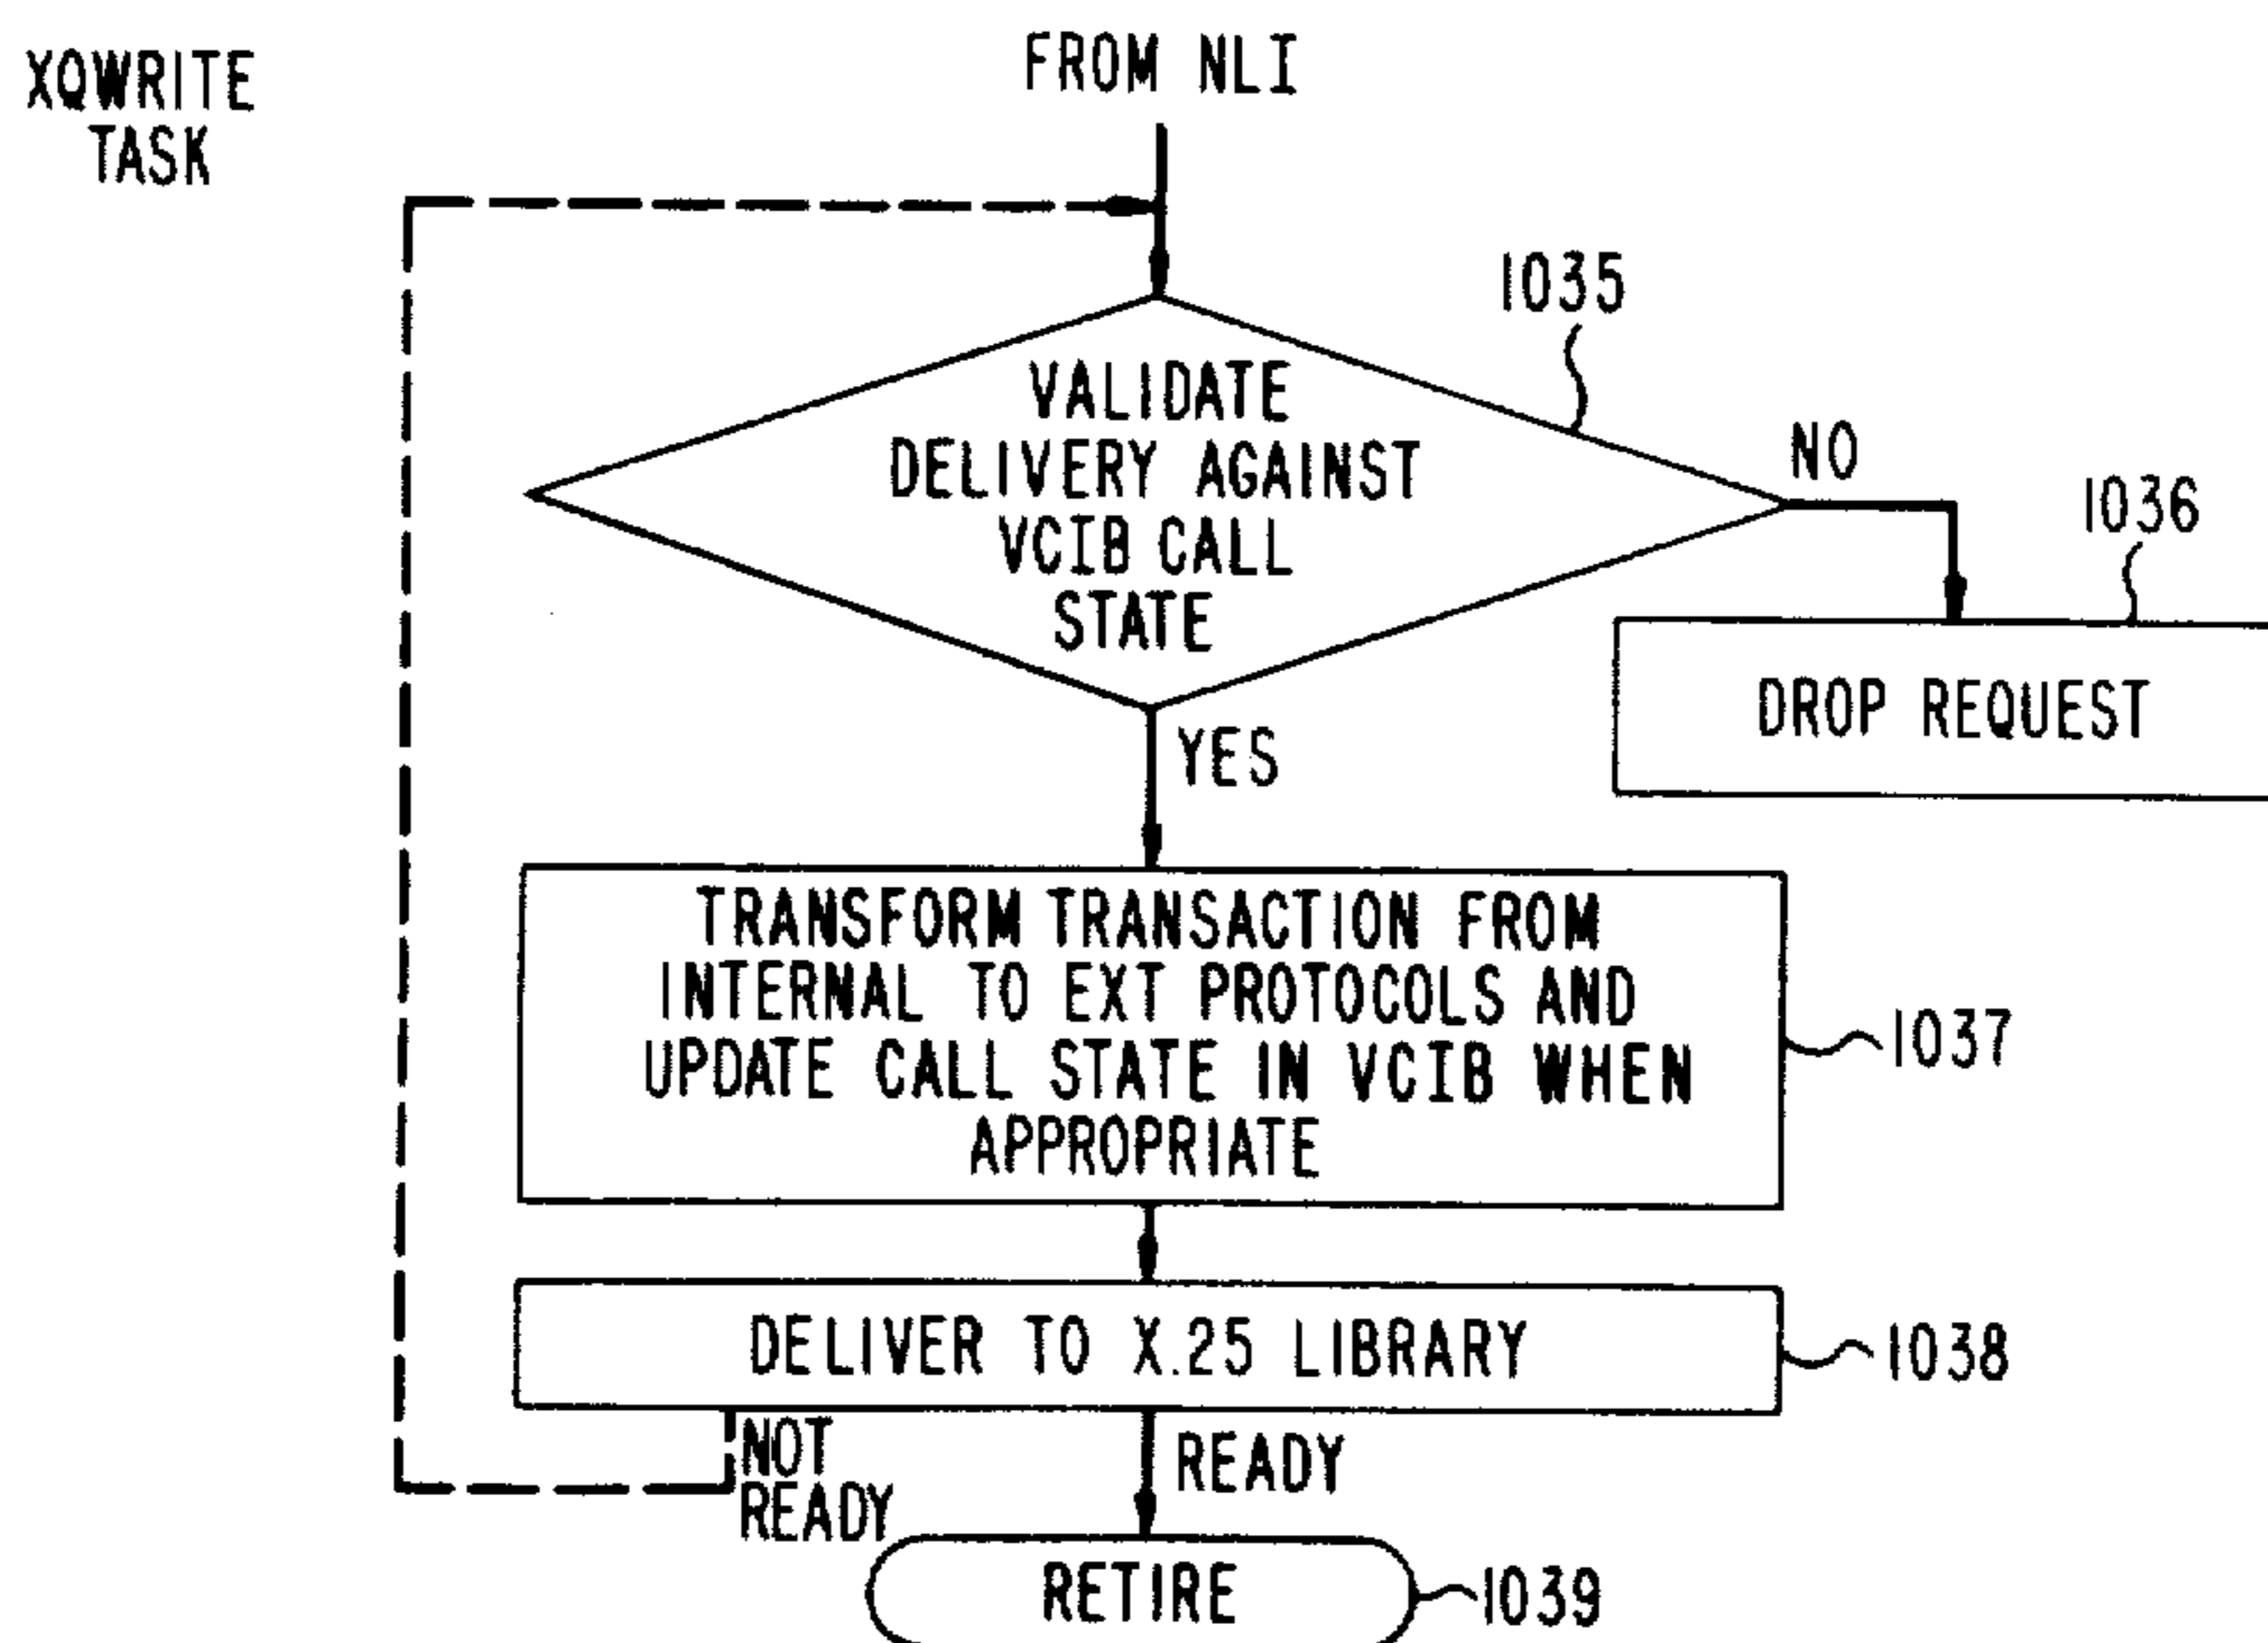 XQWRITE
TASK
FROM NLI
1035
VALIDATE
DELIVERY AGAINST
VCIB CALL
STATE
NO
1036
DROP REQUEST
YES
TRANSFORM TRANSACTION FROM
INTERNAL TO EXT PROTOCOLS AND
UPDATE CALL STATE IN VCIB WHEN
APPROPRIATE
1037
DELIVER TO X.25 LIBRARY
1038
NOT
READY
READY
RETIRE
1039